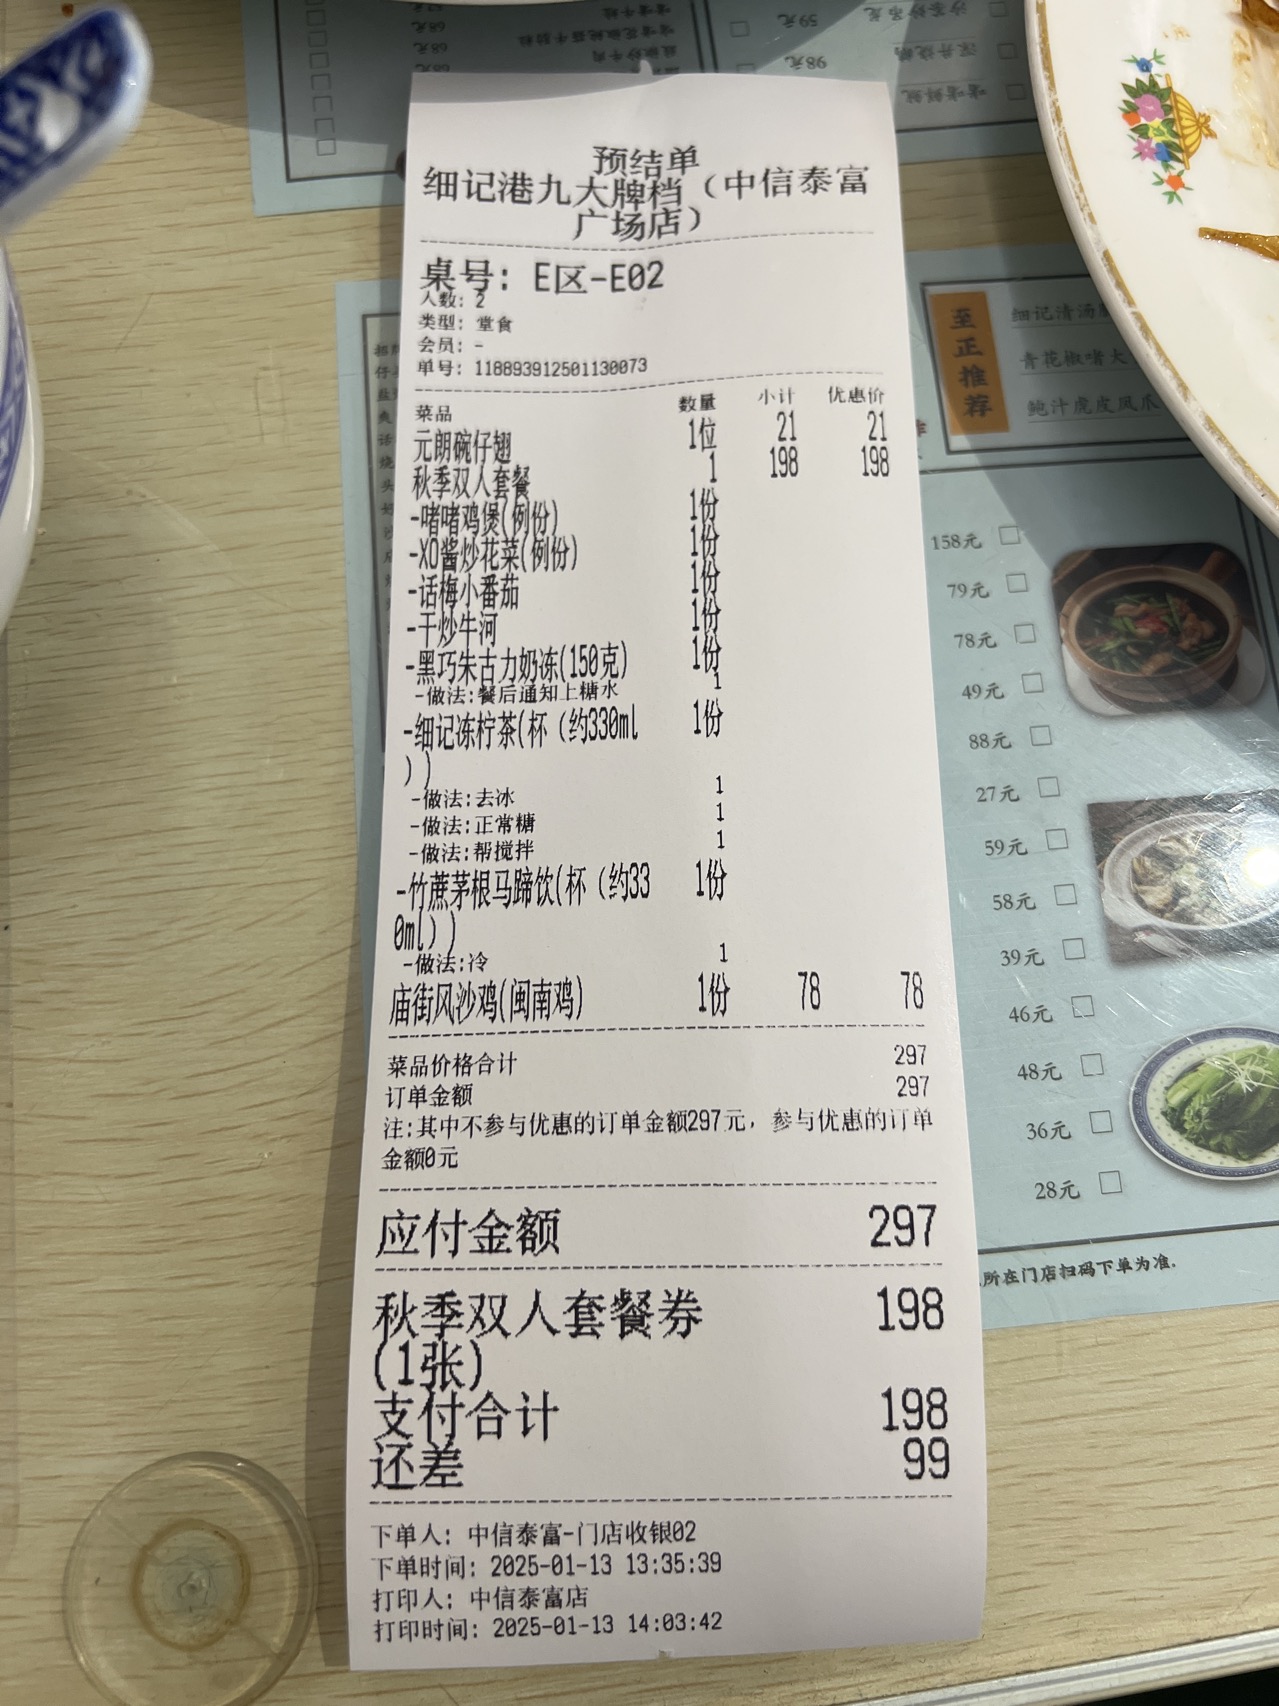 预结单
细记港九大牌档（中信泰富
广场店）
桌号: E区-E02
人数: 2
类型: 堂食
会员: -
单号: 118893912501130073
菜品 数量 小计 优惠价
元朗碗仔翅 1位 21 21
秋季双人套餐 1 198 198
-啫啫鸡煲(例份) 1份
-XO酱炒花菜(例份) 1份
-话梅小番茄 1份
-干炒牛河 1份
-黑巧朱古力奶冻(150克) 1份
-做法:餐后通知上糖水 1
-细记冻柠茶(杯（约330ml 1份
）)
-做法:去冰 1
-做法:正常糖 1
-做法:帮搅拌 1
-竹蔗茅根马蹄饮(杯（约33 1份
0ml）)
-做法:冷 1
庙街风沙鸡(闽南鸡) 1份 78 78
菜品价格合计 297
订单金额 297
注:其中不参与优惠的订单金额297元，参与优惠的订单
金额0元
应付金额 297
秋季双人套餐券 198
(1张)
支付合计 198
还差 99
下单人: 中信泰富-门店收银02
下单时间: 2025-01-13 13:35:39
打印人: 中信泰富店
打印时间: 2025-01-13 14:03:42
68元
59元
98元
至正推荐
细记清汤
青花椒啫大
鲍汁虎皮凤爪
158元
79元
78元
49元
88元
27元
59元
58元
39元
46元
48元
36元
28元
所在门店扫码下单为准.